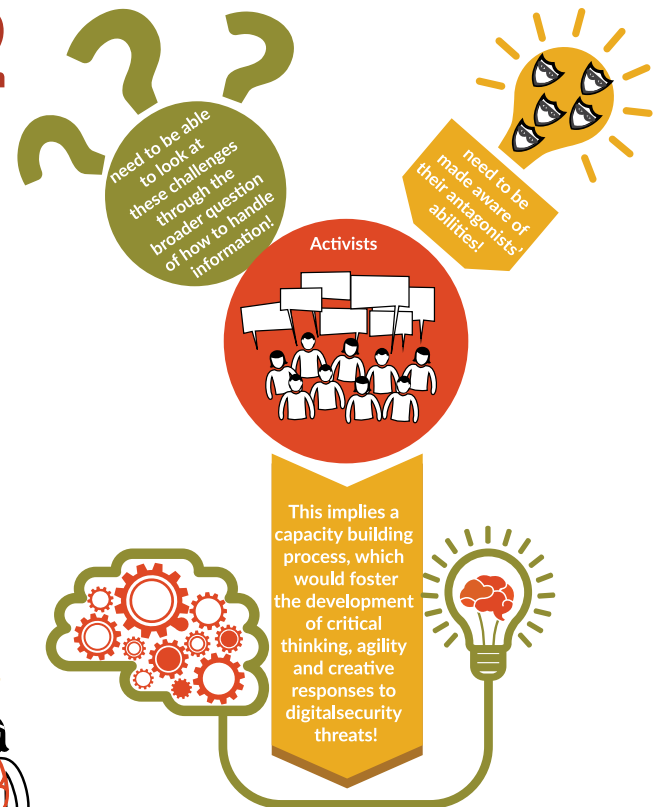 need to be able
to look at
these challenges
through the
broader question
of how to handle
information!
need to be
made aware of
their antagonists'
abilities!
Activists
This implies a
capacity building
process, which
would foster
the development
of critical
thinking, agility
and creative
responses to
digitalsecurity
threats!